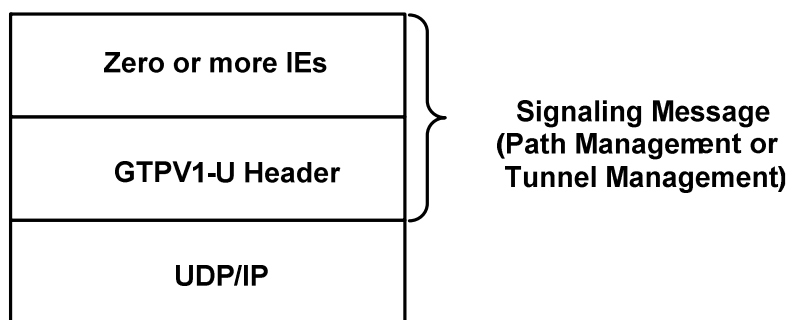 Zero or more IEs
GTPV1-U Header
UDP/IP
Signaling Message
(Path Management or
Tunnel Management)